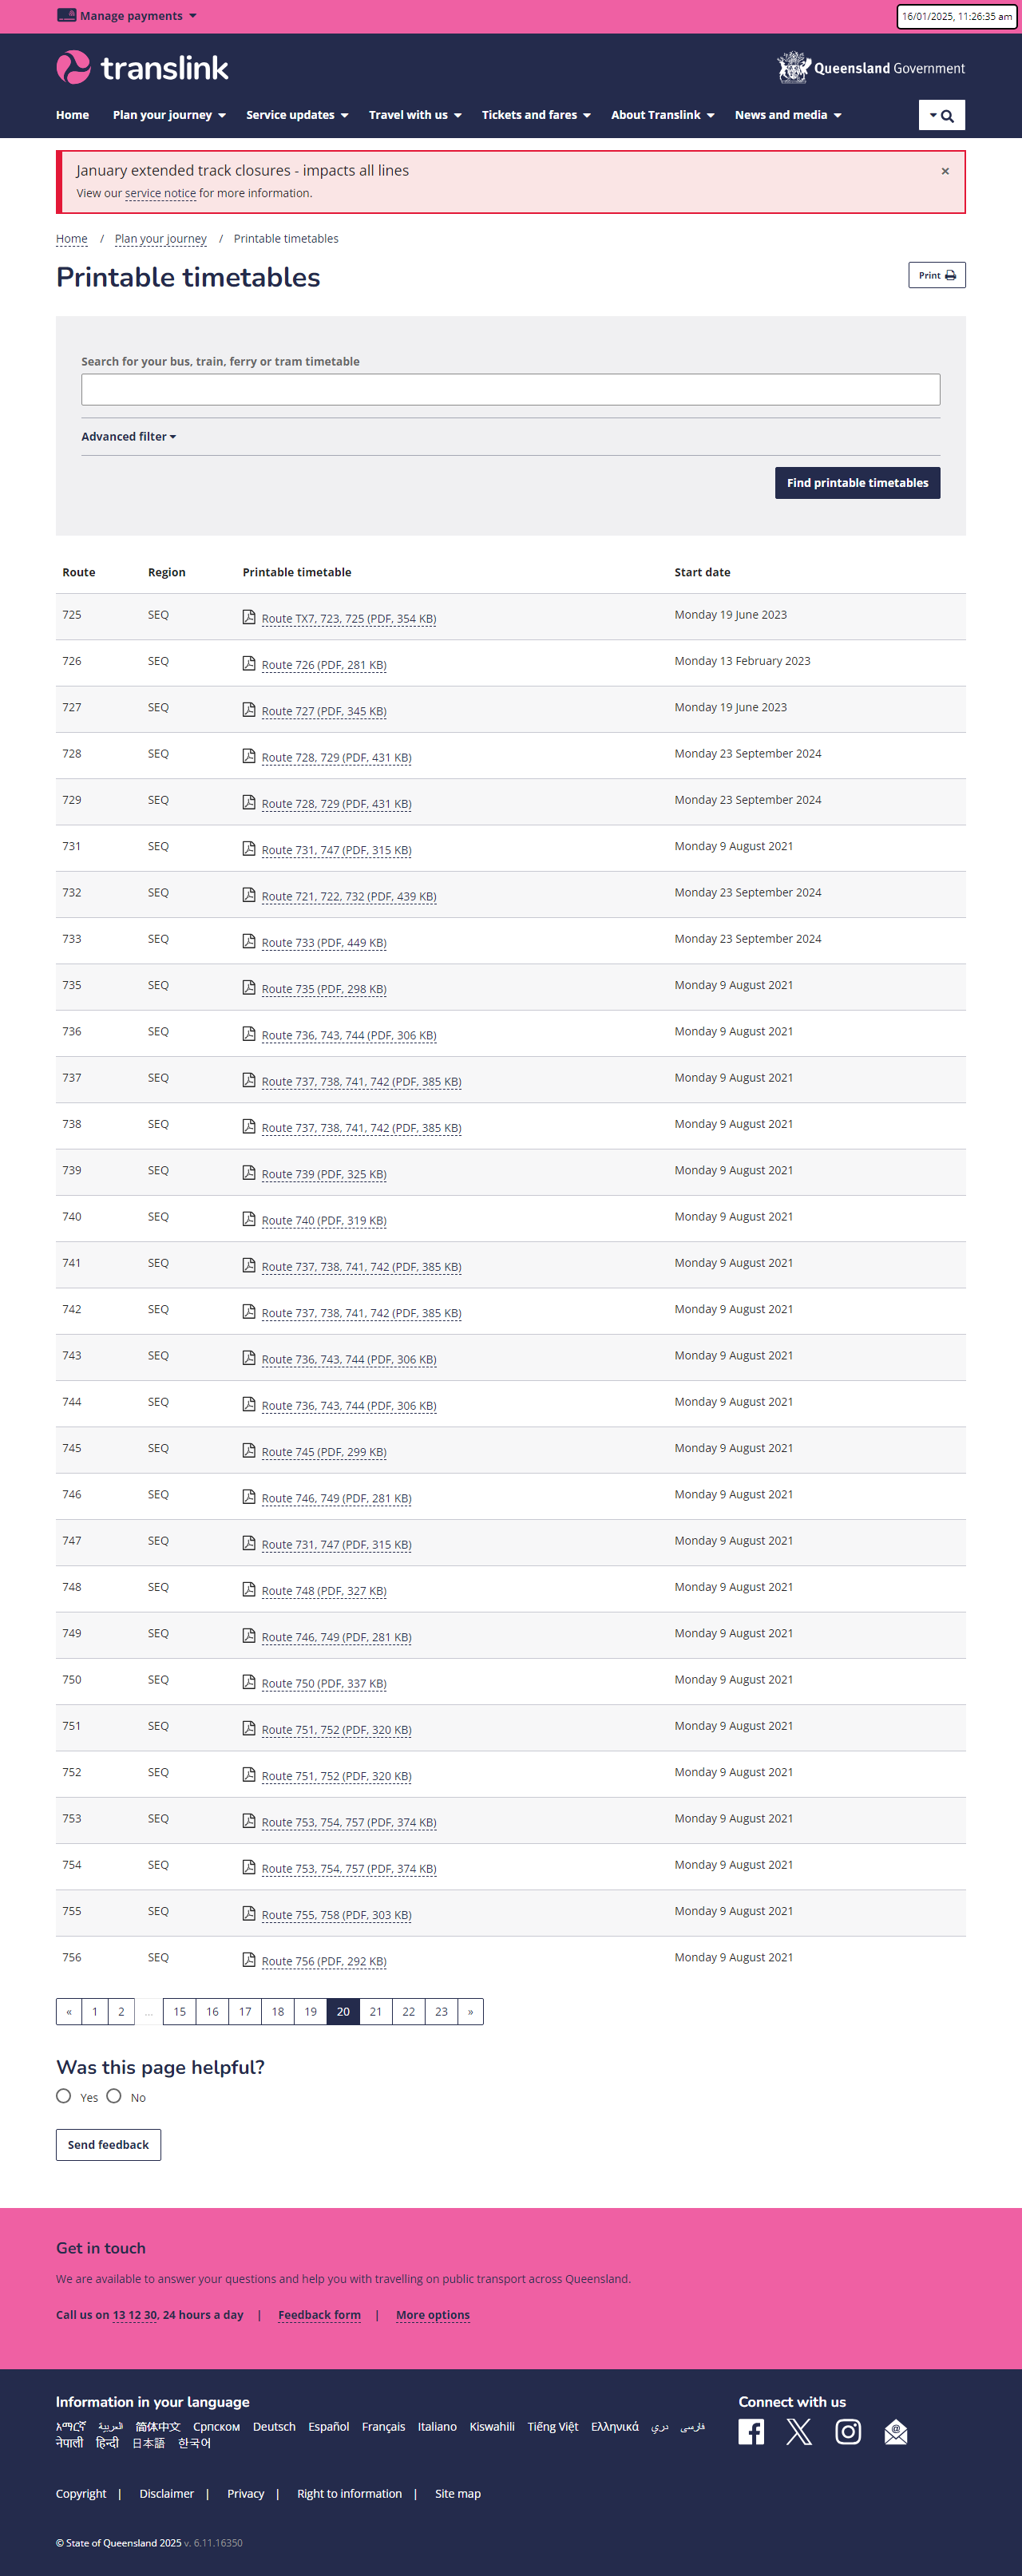 Manage payments
16/01/2025, 11:26:35 am
translink
Queensland Government
Home Plan your journey Service updates Travel with us Tickets and fares About Translink News and media
January extended track closures - impacts all lines ×
View our service notice for more information.
Home / Plan your journey / Printable timetables
Printable timetables
Print
Search for your bus, train, ferry or tram timetable
Advanced filter
Find printable timetables
Route Region Printable timetable Start date
725 SEQ Route TX7, 723, 725 (PDF, 354 KB) Monday 19 June 2023
726 SEQ Route 726 (PDF, 281 KB) Monday 13 February 2023
727 SEQ Route 727 (PDF, 345 KB) Monday 19 June 2023
728 SEQ Route 728, 729 (PDF, 431 KB) Monday 23 September 2024
729 SEQ Route 728, 729 (PDF, 431 KB) Monday 23 September 2024
731 SEQ Route 731, 747 (PDF, 315 KB) Monday 9 August 2021
732 SEQ Route 721, 722, 732 (PDF, 439 KB) Monday 23 September 2024
733 SEQ Route 733 (PDF, 449 KB) Monday 23 September 2024
735 SEQ Route 735 (PDF, 298 KB) Monday 9 August 2021
736 SEQ Route 736, 743, 744 (PDF, 306 KB) Monday 9 August 2021
737 SEQ Route 737, 738, 741, 742 (PDF, 385 KB) Monday 9 August 2021
738 SEQ Route 737, 738, 741, 742 (PDF, 385 KB) Monday 9 August 2021
739 SEQ Route 739 (PDF, 325 KB) Monday 9 August 2021
740 SEQ Route 740 (PDF, 319 KB) Monday 9 August 2021
741 SEQ Route 737, 738, 741, 742 (PDF, 385 KB) Monday 9 August 2021
742 SEQ Route 737, 738, 741, 742 (PDF, 385 KB) Monday 9 August 2021
743 SEQ Route 736, 743, 744 (PDF, 306 KB) Monday 9 August 2021
744 SEQ Route 736, 743, 744 (PDF, 306 KB) Monday 9 August 2021
745 SEQ Route 745 (PDF, 299 KB) Monday 9 August 2021
746 SEQ Route 746, 749 (PDF, 281 KB) Monday 9 August 2021
747 SEQ Route 731, 747 (PDF, 315 KB) Monday 9 August 2021
748 SEQ Route 748 (PDF, 327 KB) Monday 9 August 2021
749 SEQ Route 746, 749 (PDF, 281 KB) Monday 9 August 2021
750 SEQ Route 750 (PDF, 337 KB) Monday 9 August 2021
751 SEQ Route 751, 752 (PDF, 320 KB) Monday 9 August 2021
752 SEQ Route 751, 752 (PDF, 320 KB) Monday 9 August 2021
753 SEQ Route 753, 754, 757 (PDF, 374 KB) Monday 9 August 2021
754 SEQ Route 753, 754, 757 (PDF, 374 KB) Monday 9 August 2021
755 SEQ Route 755, 758 (PDF, 303 KB) Monday 9 August 2021
756 SEQ Route 756 (PDF, 292 KB) Monday 9 August 2021
« 1 2 ... 15 16 17 18 19 20 21 22 23 »
Was this page helpful?
Yes No
Send feedback
Get in touch
We are available to answer your questions and help you with travelling on public transport across Queensland.
Call us on 13 12 30, 24 hours a day | Feedback form | More options
Information in your language
አማርኛ العربية 简体中文 Српском Deutsch Español Français Italiano Kiswahili Tiếng Việt Ελληνικά دري فارسی
नेपाली हिन्दी 日本語 한국어
Connect with us
Copyright | Disclaimer | Privacy | Right to information | Site map
© State of Queensland 2025 v. 6.11.16350